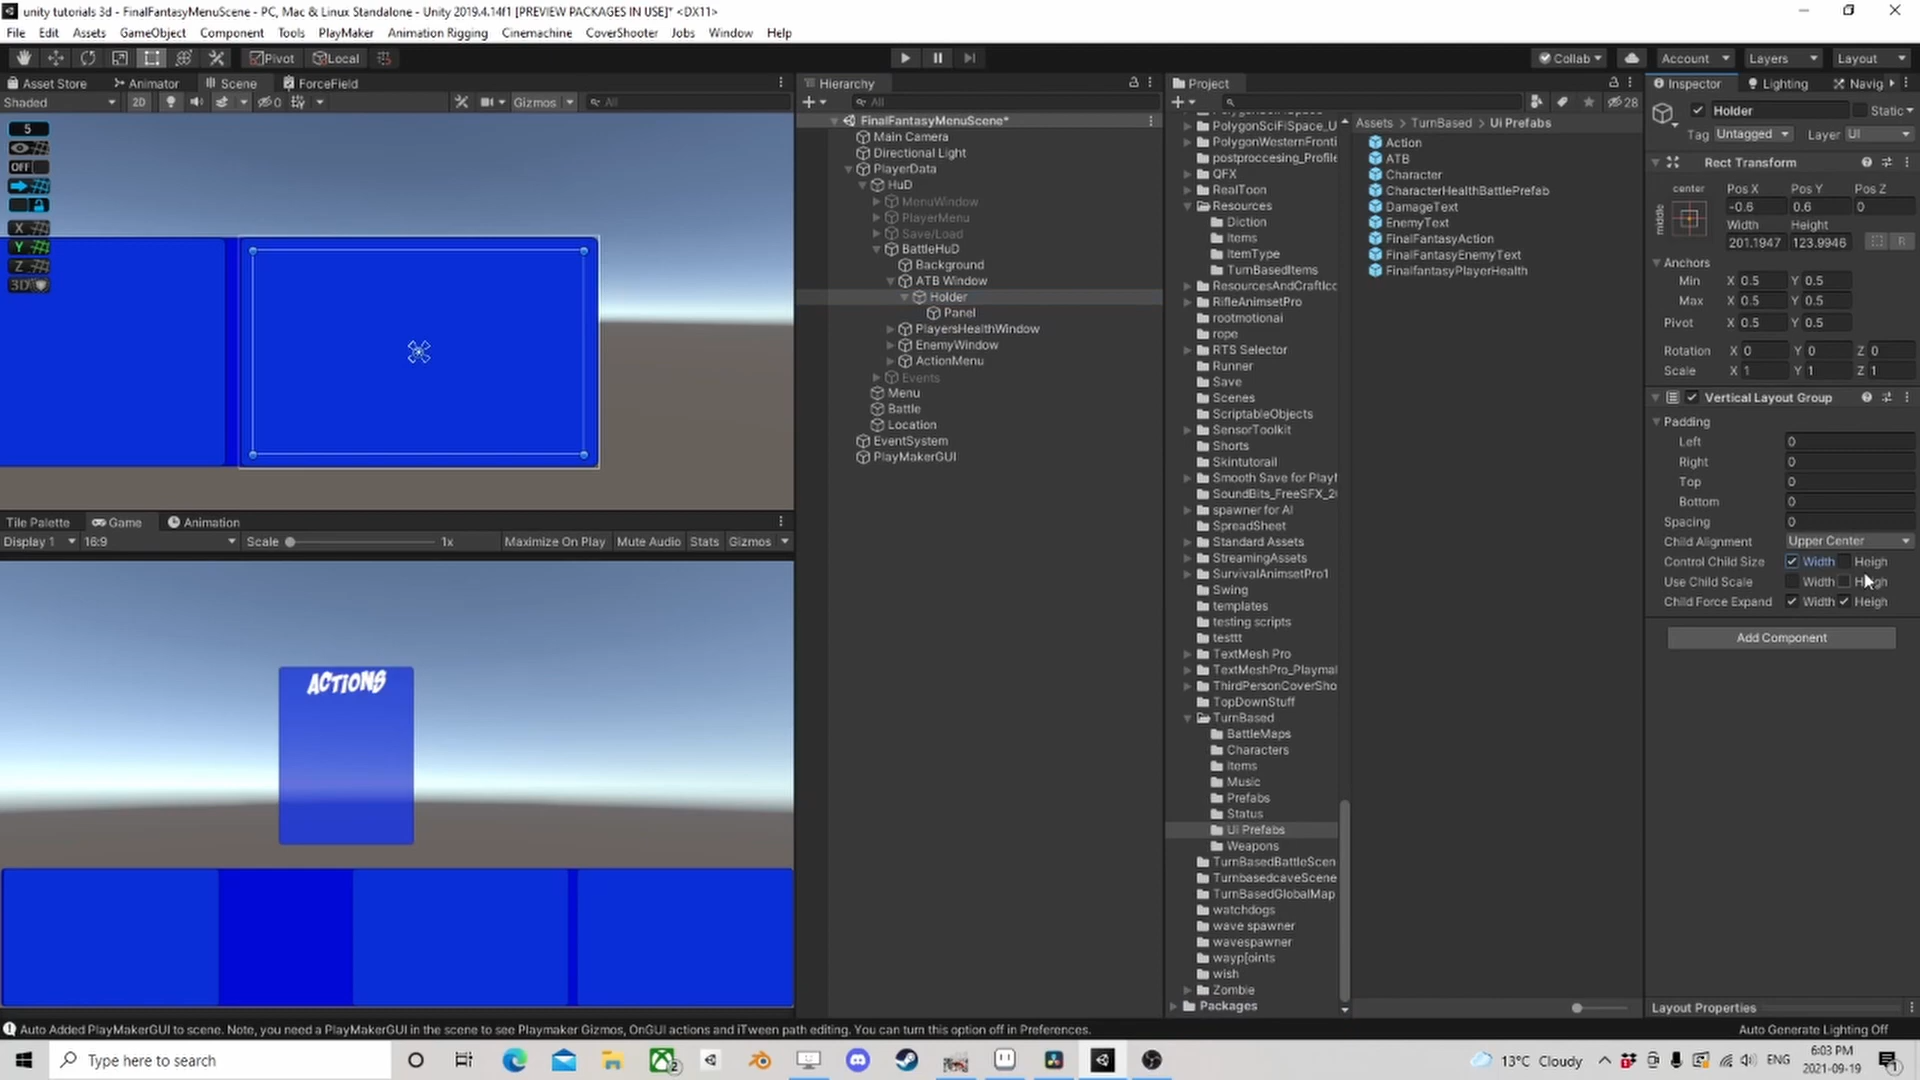 unity tutorials 3d - FinalFantasyMenuScene - PC, Mac & Linux Standalone - Unity 2019.4.14f1 [PREVIEW PACKAGES IN USE]* <DX11>
File Edit Assets GameObject Component Tools PlayMaker Animation Rigging Cinemachine CoverShooter Jobs Window Help
Pivot Local Collab Account Layers Layout
Asset Store Animator Scene ForceField
Shaded 2D 0 Gizmos All
5
OFF
X
Y
Z
3D
Tile Palette Game Animation
Display 1 16:9 Scale 1x Maximize On Play Mute Audio Stats Gizmos
ACTIONS
Hierarchy
All
FinalFantasyMenuScene*
Main Camera
Directional Light
PlayerData
HuD
MenuWindow
PlayerMenu
Save/Load
BattleHuD
Background
ATB Window
Holder
Panel
PlayersHealthWindow
EnemyWindow
ActionMenu
Events
Menu
Battle
Location
EventSystem
PlayMakerGUI
Project
28
PolygonSciFiSpace_U
PolygonWesternFronti
postproccesing_Profile
QFX
RealToon
Resources
Diction
Items
ItemType
TurnBasedItems
ResourcesAndCraftIcc
RifleAnimsetPro
rootmotionai
rope
RTS Selector
Runner
Save
Scenes
ScriptableObjects
SensorToolkit
Shorts
Skintutorail
Smooth Save for PlayM
SoundBits_FreeSFX_20
spawner for AI
SpreadSheet
Standard Assets
StreamingAssets
SurvivalAnimsetPro1
Swing
templates
testing scripts
testtt
TextMesh Pro
TextMeshPro_Playmal
ThirdPersonCoverSho
TopDownStuff
TurnBased
BattleMaps
Characters
Items
Music
Prefabs
Status
Ui Prefabs
Weapons
TurnBasedBattleScen
TurnbasedcaveScene
TurnBasedGlobalMap
watchdogs
wave spawner
wavespawner
wayp[oints
wish
Zombie
Packages
Assets > TurnBased > Ui Prefabs
Action
ATB
Character
CharacterHealthBattlePrefab
DamageText
EnemyText
FinalFantasyAction
FinalFantasyEnemyText
FinalfantasyPlayerHealth
Inspector Lighting Navig
Holder Static
Tag Untagged Layer UI
Rect Transform
center Pos X Pos Y Pos Z
middle -0.6 0.6 0
Width Height
201.1947 123.9946 R
Anchors
Min X 0.5 Y 0.5
Max X 0.5 Y 0.5
Pivot X 0.5 Y 0.5
Rotation X 0 Y 0 Z 0
Scale X 1 Y 1 Z 1
Vertical Layout Group
Padding
Left 0
Right 0
Top 0
Bottom 0
Spacing 0
Child Alignment Upper Center
Control Child Size Width Heigh
Use Child Scale Width Heigh
Child Force Expand Width Heigh
Add Component
Layout Properties
Auto Added PlayMakerGUI to scene. Note, you need a PlayMakerGUI in the scene to see Playmaker Gizmos, OnGUI actions and iTween path editing. You can turn this option off in Preferences. Auto Generate Lighting Off
Type here to search 2 13°C Cloudy ENG 6:03 PM
2021-09-19 1